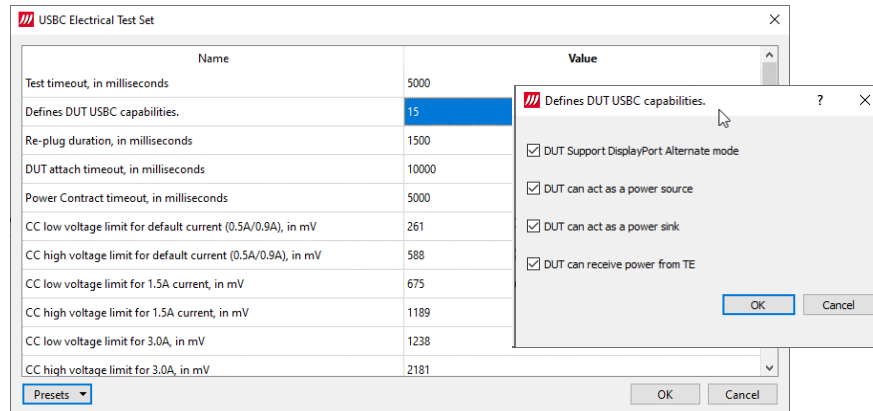 USBC Electrical Test Set
Name Value
Test timeout, in milliseconds 5000
Defines DUT USBC capabilities. 15
Re-plug duration, in milliseconds 1500
DUT attach timeout, in milliseconds 10000
Power Contract timeout, in milliseconds 5000
CC low voltage limit for default current (0.5A/0.9A), in mV 261
CC high voltage limit for default current (0.5A/0.9A), in mV 588
CC low voltage limit for 1.5A current, in mV 675
CC high voltage limit for 1.5A current, in mV 1189
CC low voltage limit for 3.0A, in mV 1238
CC high voltage limit for 3.0A, in mV 2181
Presets OK Cancel
Defines DUT USBC capabilities. ?
DUT Support DisplayPort Alternate mode
DUT can act as a power source
DUT can act as a power sink
DUT can receive power from TE
OK Cancel